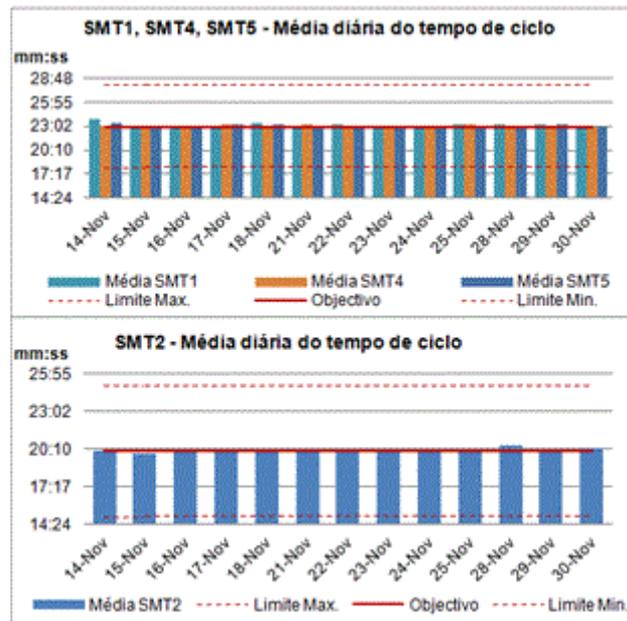 SMT1, SMT4, SMT5 - Média diária do tempo de ciclo
mm:ss
28:48
25:55
23:02
20:10
17:17
14:24
14-Nov 15-Nov 16-Nov 17-Nov 18-Nov 21-Nov 22-Nov 23-Nov 24-Nov 25-Nov 28-Nov 29-Nov 30-Nov
Média SMT1 Média SMT4 Média SMT5
Limite Max. Objectivo Limite Min.
SMT2 - Média diária do tempo de ciclo
mm:ss
25:55
23:02
20:10
17:17
14:24
14-Nov 15-Nov 16-Nov 17-Nov 18-Nov 21-Nov 22-Nov 23-Nov 24-Nov 25-Nov 28-Nov 29-Nov 30-Nov
Média SMT2 Limite Max. Objectivo Limite Min.